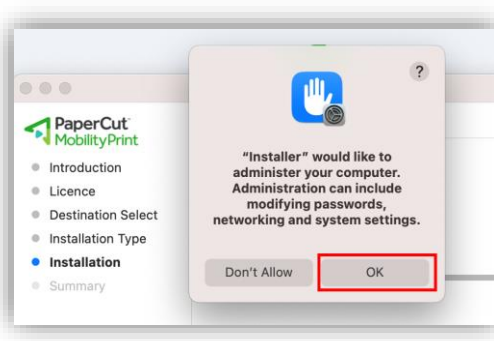 ?
PaperCut
MobilityPrint
Introduction
Licence
Destination Select
Installation Type
Installation
Summary
“Installer” would like to
administer your computer.
Administration can include
modifying passwords,
networking and system settings.
Don't Allow
OK